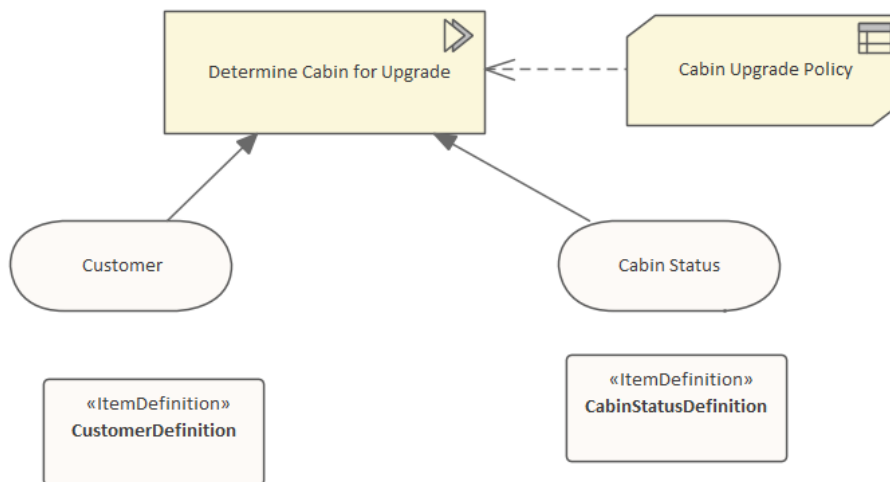 Determine Cabin for Upgrade
Cabin Upgrade Policy
Customer
Cabin Status
«ItemDefinition»
CustomerDefinition
«ItemDefinition»
CabinStatusDefinition